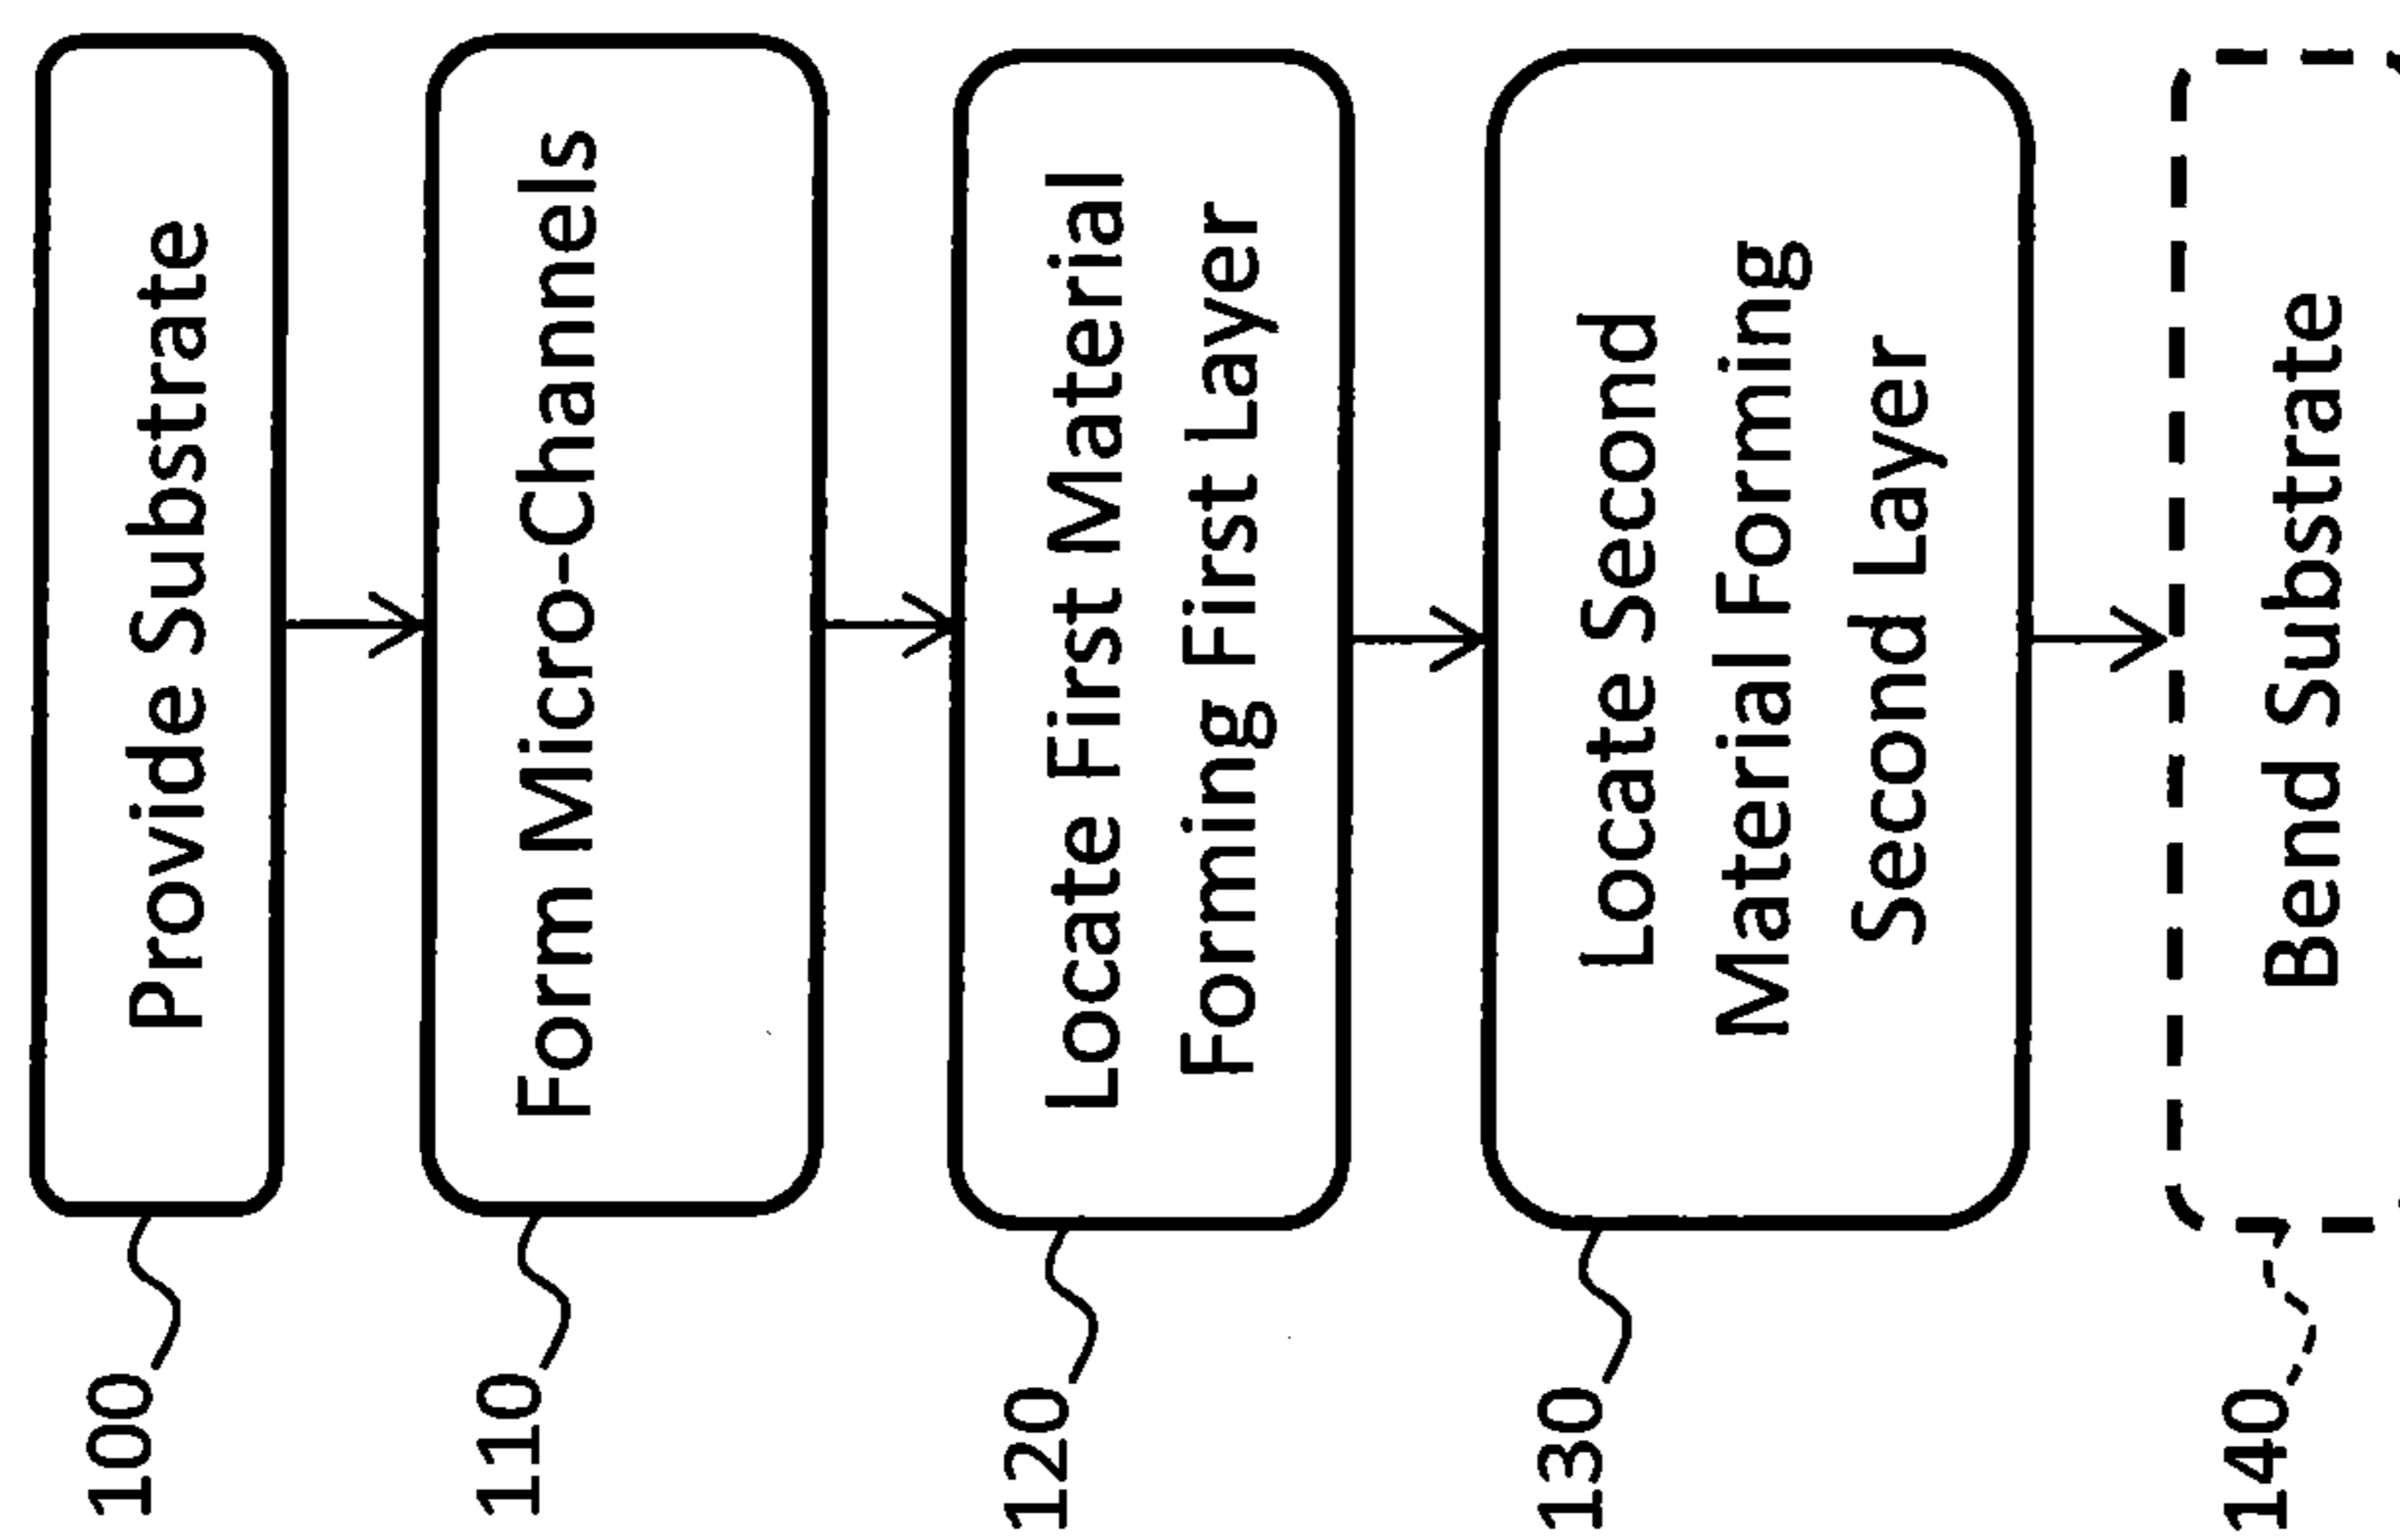 100
Provide Substrate
110
Form Micro-Channels
120
Locate First Material
Forming First Layer
130
Locate Second
Material Forming
Second Layer
140
Bend Substrate